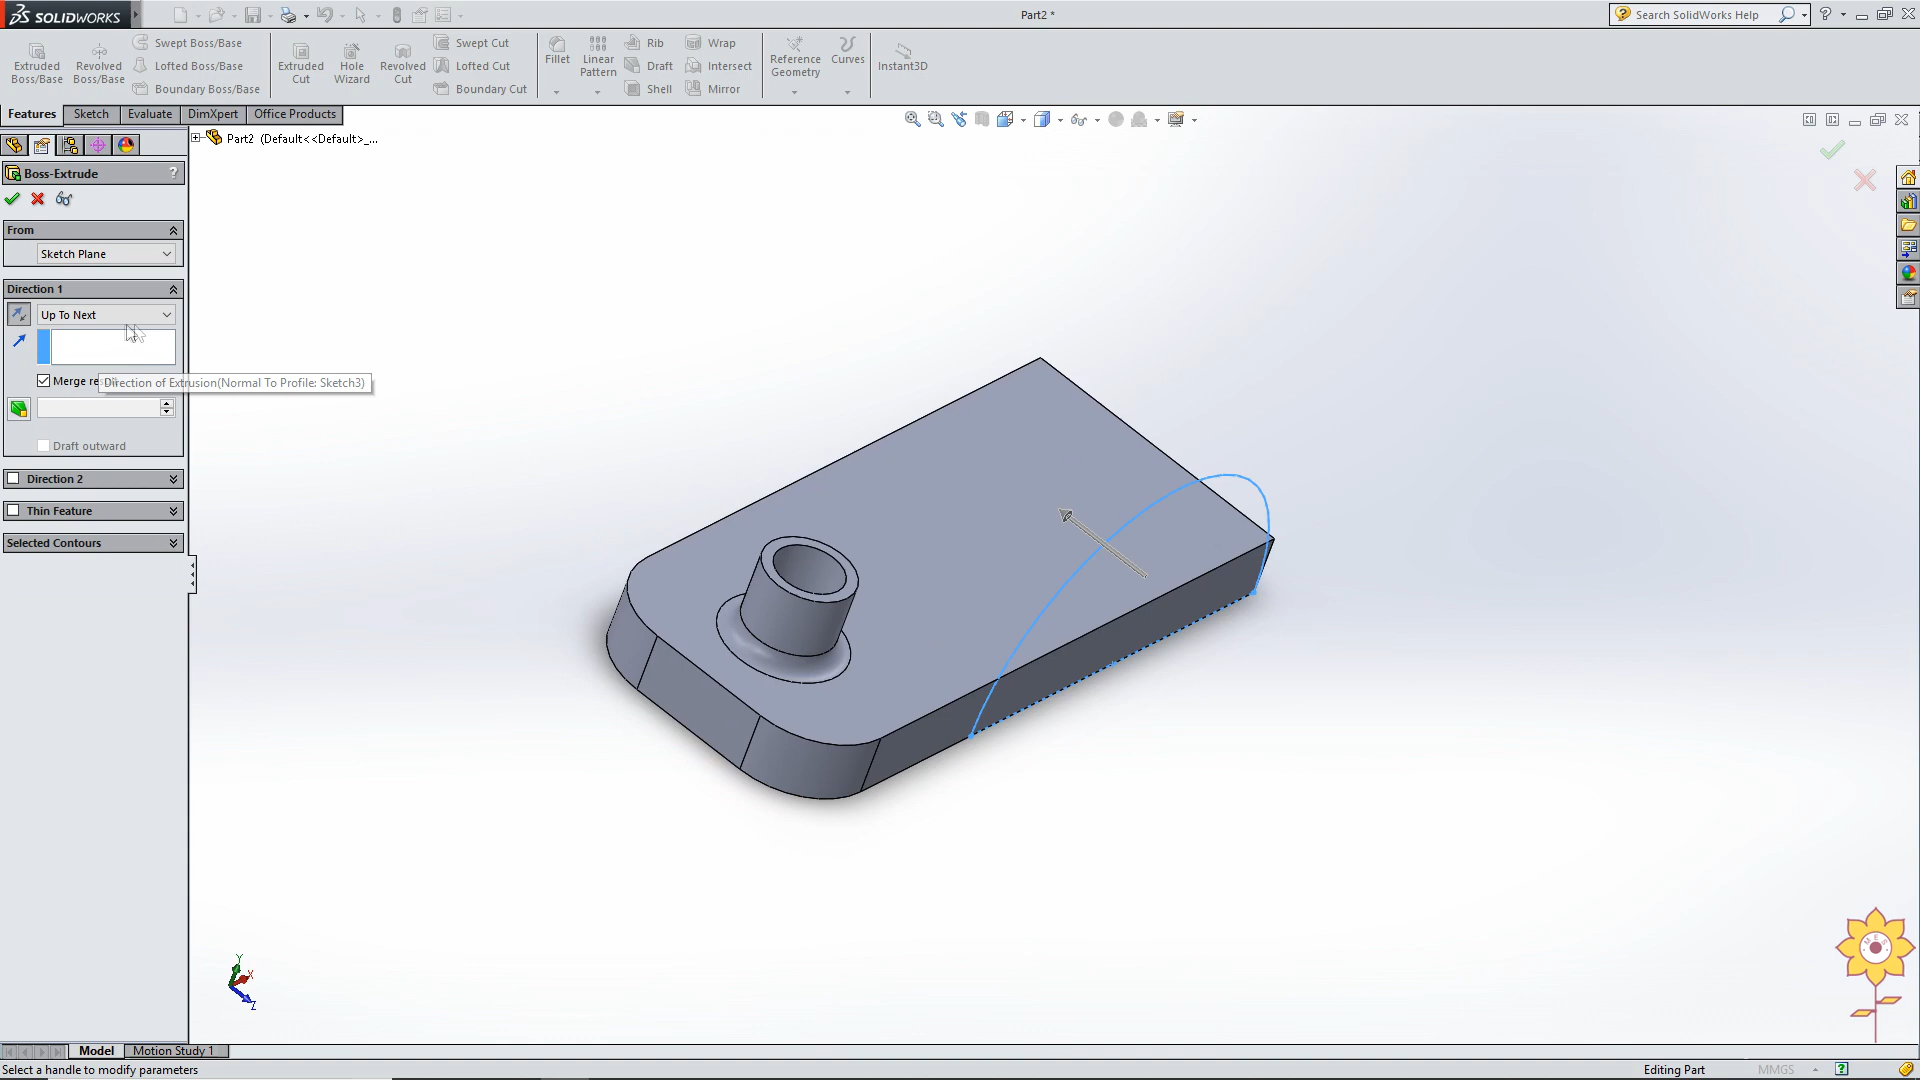 SOLIDWORKS
Part2 *
Search SolidWorks Help
Extruded Boss/Base
Revolved Boss/Base
Swept Boss/Base
Lofted Boss/Base
Boundary Boss/Base
Extruded Cut
Hole Wizard
Revolved Cut
Swept Cut
Lofted Cut
Boundary Cut
Fillet
Linear Pattern
Rib
Draft
Shell
Wrap
Intersect
Mirror
Reference Geometry
Curves
Instant3D
Features
Sketch
Evaluate
DimXpert
Office Products
Part2 (Default<<Default>_...
Boss-Extrude
?
From
Sketch Plane
Direction 1
Up To Next
Merge re
Direction of Extrusion(Normal To Profile: Sketch3)
Draft outward
Direction 2
Thin Feature
Selected Contours
Y
X
Z
MES
Model
Motion Study 1
Select a handle to modify parameters
Editing Part
MMGS